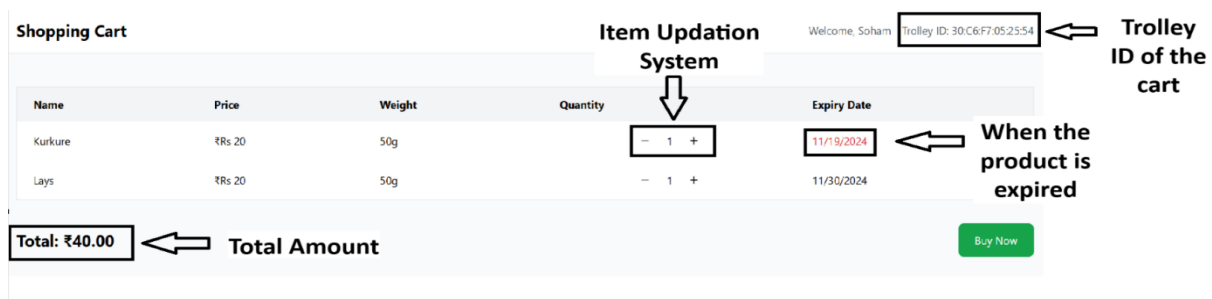 Shopping Cart
Item Updation
System
Welcome, Soham Trolley ID: 30:C6:F7:05:25:54
Trolley
ID of the
cart
Name Price Weight Quantity Expiry Date
Kurkure ₹Rs 20 50g − 1 + 11/19/2024
When the
product is
expired
Lays ₹Rs 20 50g − 1 + 11/30/2024
Total: ₹40.00
Total Amount
Buy Now